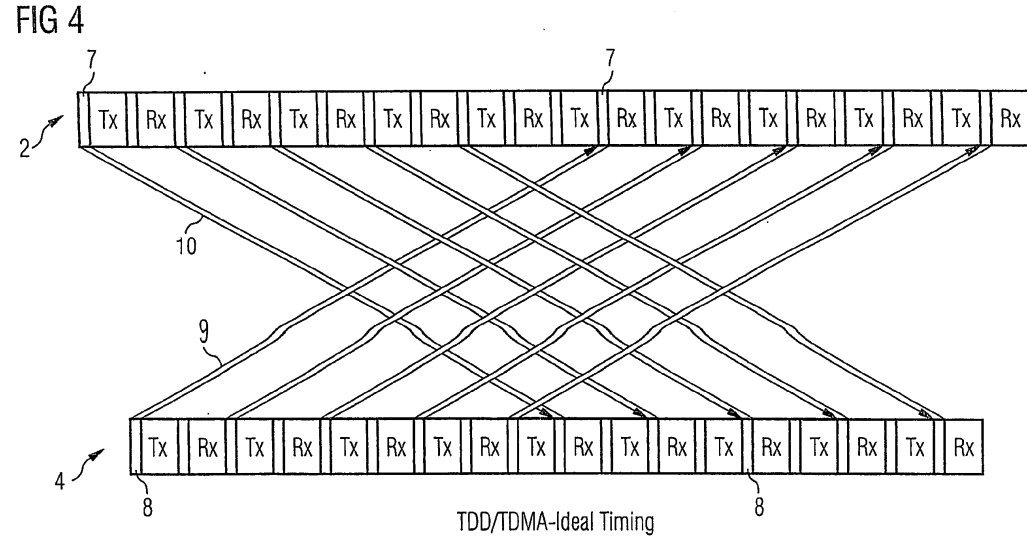 FIG 4
7 7
Tx Rx Tx Rx Tx Rx Tx Rx Tx Rx Tx Rx Tx Rx Tx Rx Tx Rx Tx Rx
2
10
9
Tx Rx Tx Rx Tx Rx Tx Rx Tx Rx Tx Rx Tx Rx Tx Rx Tx Rx
4
8 8
TDD/TDMA-Ideal Timing